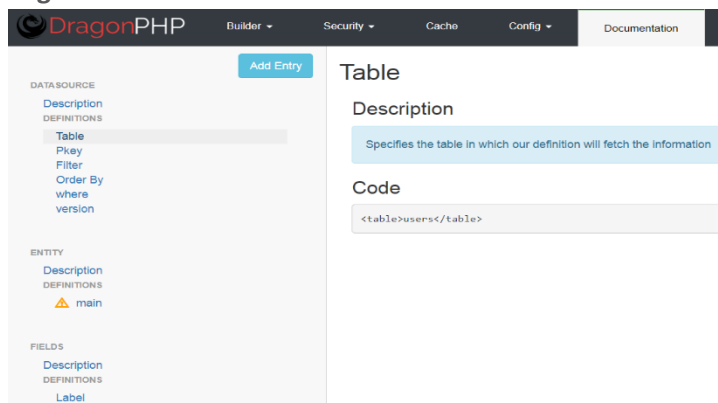 DragonPHP Builder Security Cache Config Documentation
Add Entry
DATASOURCE
Description
DEFINITIONS
Table
Pkey
Filter
Order By
where
version
ENTITY
Description
DEFINITIONS
main
FIELDS
Description
DEFINITIONS
Label
Table
Description
Specifies the table in which our definition will fetch the information
Code
<table>users</table>